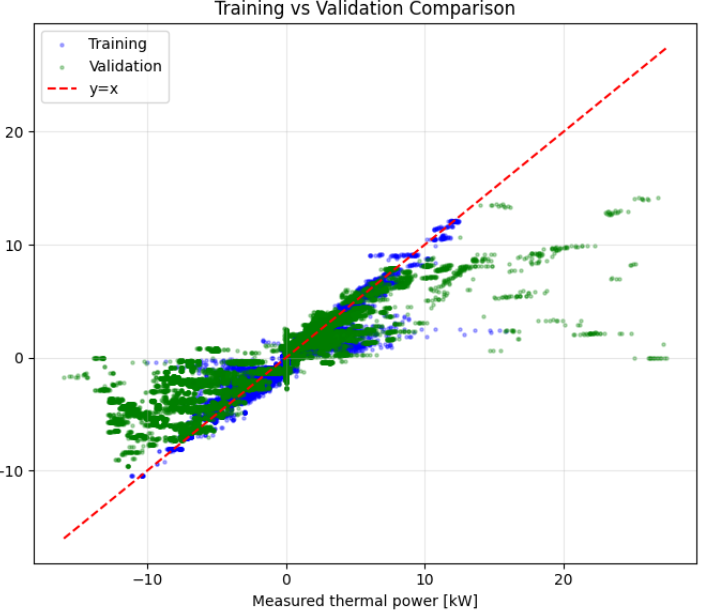 Training vs Validation Comparison
Training
Validation
y=x
20
10
0
-10
−10
0
10
20
Measured thermal power [kW]